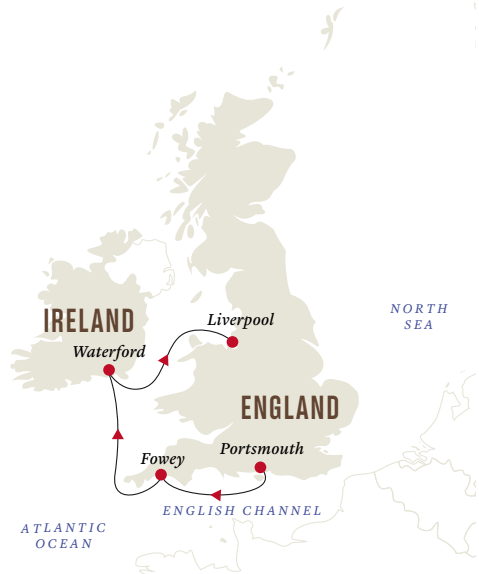 NORTH
SEA
IRELAND
Liverpool
Waterford
ENGLAND
Portsmouth
Fowey
ENGLISH CHANNEL
ATLANTIC
OCEAN